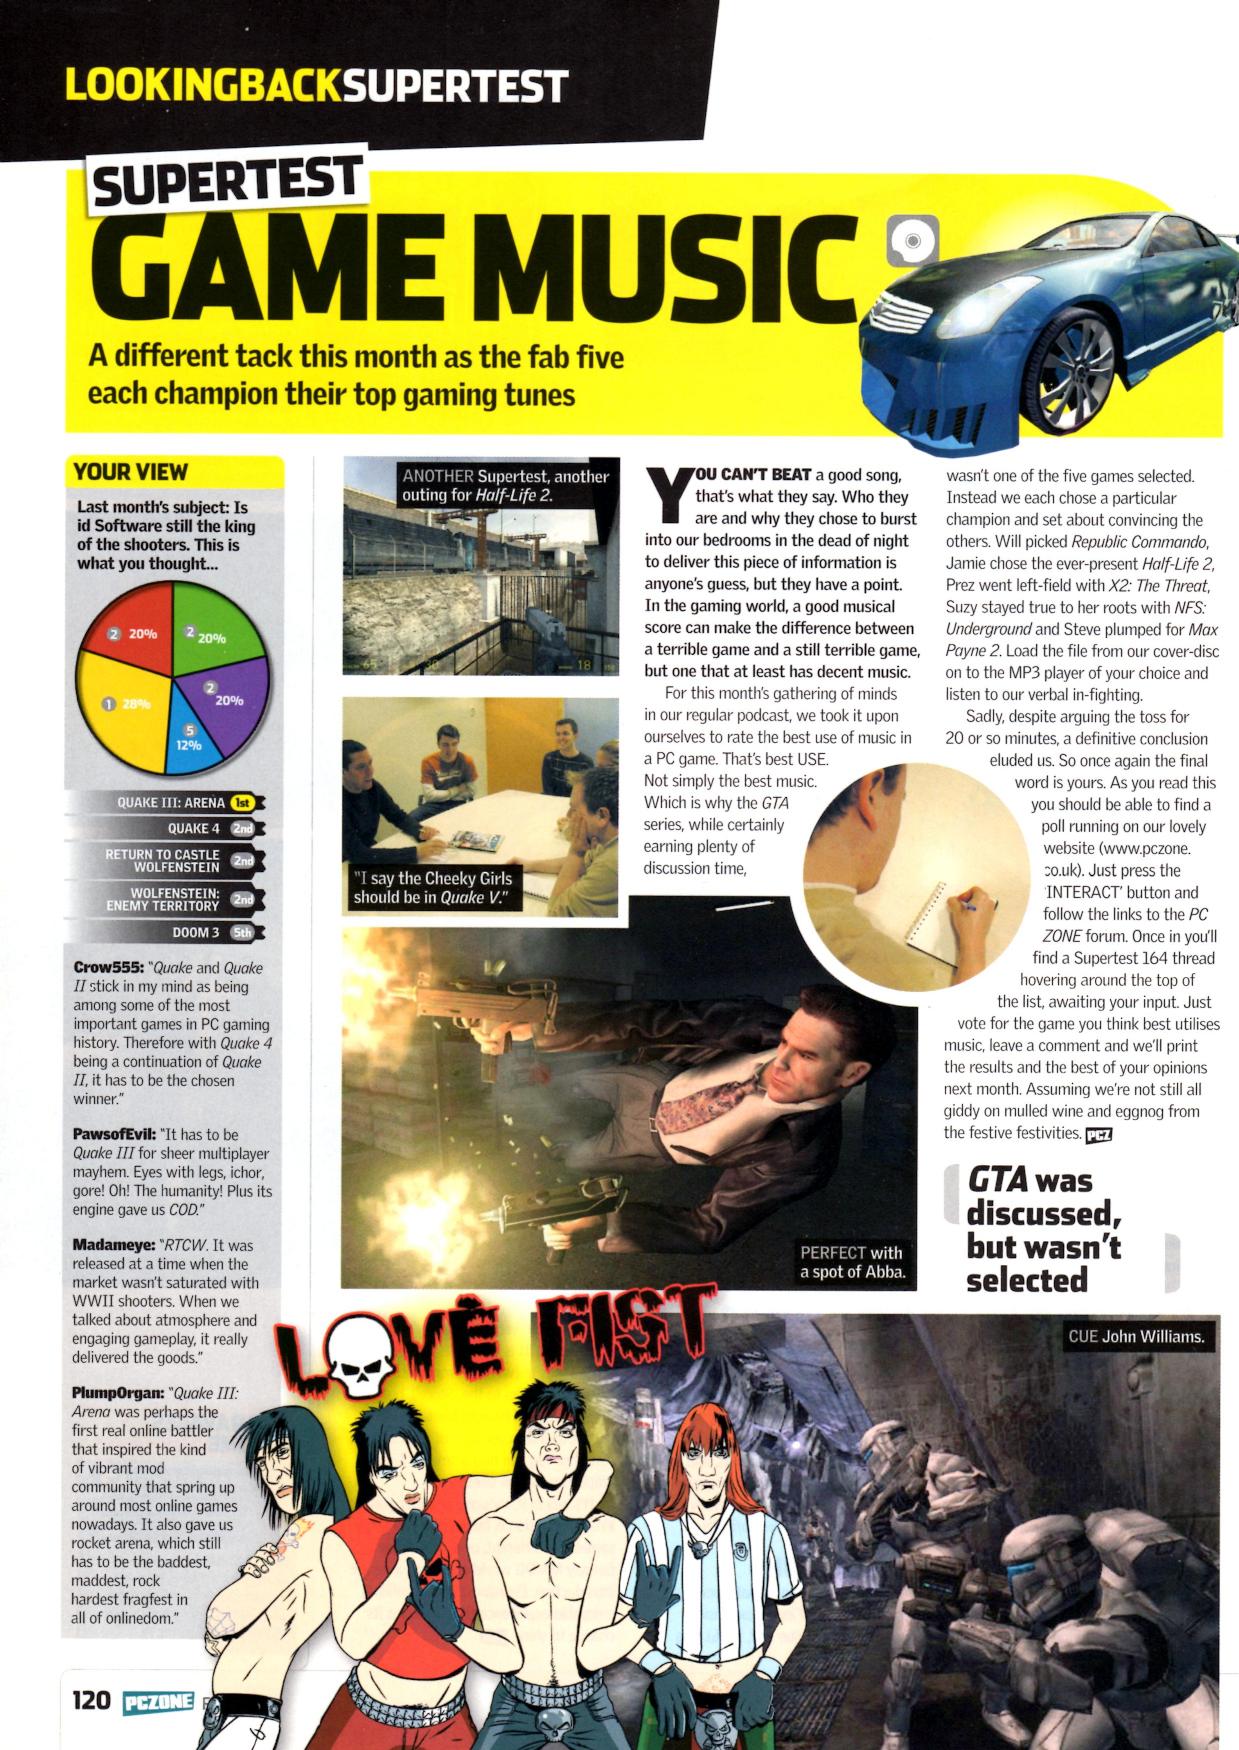 LOOKINGBACKSUPERTEST
SUPERTEST
GAME MUSIC
A different tack this month as the fab five
each champion their top gaming tunes
YOUR VIEW
Last month's subject: Is
id Software still the king
of the shooters. This is
what you thought...
2 20%
2 20%
2 20%
1 28%
5 12%
QUAKE III: ARENA 1st
QUAKE 4 2nd
RETURN TO CASTLE
WOLFENSTEIN 2nd
WOLFENSTEIN:
ENEMY TERRITORY 2nd
DOOM 3 5th
Crow555: "Quake and Quake
II stick in my mind as being
among some of the most
important games in PC gaming
history. Therefore with Quake 4
being a continuation of Quake
II, it has to be the chosen
winner."
PawsofEvil: "It has to be
Quake III for sheer multiplayer
mayhem. Eyes with legs, ichor,
gore! Oh! The humanity! Plus its
engine gave us COD."
Madameye: "RTCW. It was
released at a time when the
market wasn't saturated with
WWII shooters. When we
talked about atmosphere and
engaging gameplay, it really
delivered the goods."
PlumpOrgan: "Quake III:
Arena was perhaps the
first real online battler
that inspired the kind
of vibrant mod
community that spring up
around most online games
nowadays. It also gave us
rocket arena, which still
has to be the baddest,
maddest, rock
hardest fragfest in
all of onlinedom."
ANOTHER Supertest, another
outing for Half-Life 2.
65
30
18
"I say the Cheeky Girls
should be in Quake V."
YOU CAN'T BEAT a good song,
that's what they say. Who they
are and why they chose to burst
into our bedrooms in the dead of night
to deliver this piece of information is
anyone's guess, but they have a point.
In the gaming world, a good musical
score can make the difference between
a terrible game and a still terrible game,
but one that at least has decent music.
For this month's gathering of minds
in our regular podcast, we took it upon
ourselves to rate the best use of music in
a PC game. That's best USE.
Not simply the best music.
Which is why the GTA
series, while certainly
earning plenty of
discussion time,
wasn't one of the five games selected.
Instead we each chose a particular
champion and set about convincing the
others. Will picked Republic Commando,
Jamie chose the ever-present Half-Life 2,
Prez went left-field with X2: The Threat,
Suzy stayed true to her roots with NFS:
Underground and Steve plumped for Max
Payne 2. Load the file from our cover-disc
on to the MP3 player of your choice and
listen to our verbal in-fighting.
Sadly, despite arguing the toss for
20 or so minutes, a definitive conclusion
eluded us. So once again the final
word is yours. As you read this
you should be able to find a
poll running on our lovely
website (www.pczone.
co.uk). Just press the
'INTERACT' button and
follow the links to the PC
ZONE forum. Once in you'll
find a Supertest 164 thread
hovering around the top of
the list, awaiting your input. Just
vote for the game you think best utilises
music, leave a comment and we'll print
the results and the best of your opinions
next month. Assuming we're not still all
giddy on mulled wine and eggnog from
the festive festivities. PCZ
PERFECT with
a spot of Abba.
GTA was
discussed,
but wasn't
selected
LOVE FIST
CUE John Williams.
120 PCZONE